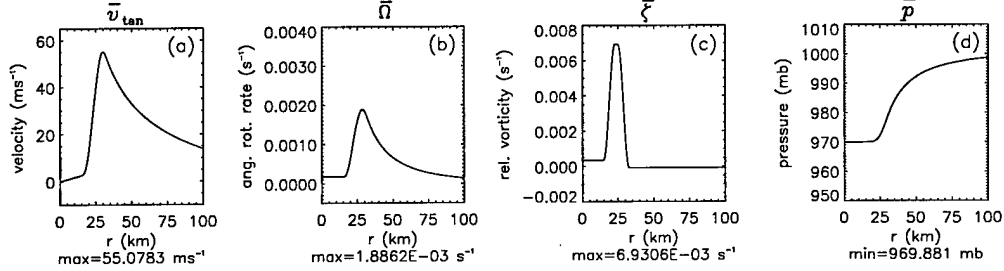 v̅ tan
Ω̅
ζ̅
p̅
(a)
60
40
20
0
velocity (ms⁻¹)
0 25 50 75 100
r (km)
max=55.0783 ms⁻¹
(b)
0.0040
0.0030
0.0020
0.0010
0.0000
ang. rot. rate (s⁻¹)
0 25 50 75 100
r (km)
max=1.8862E−03 s⁻¹
(c)
0.008
0.006
0.004
0.002
0.000
−0.002
rel. vorticity (s⁻¹)
0 25 50 75 100
r (km)
max=6.9306E−03 s⁻¹
(d)
1010
1000
990
980
970
960
950
pressure (mb)
0 25 50 75 100
r (km)
min=969.881 mb